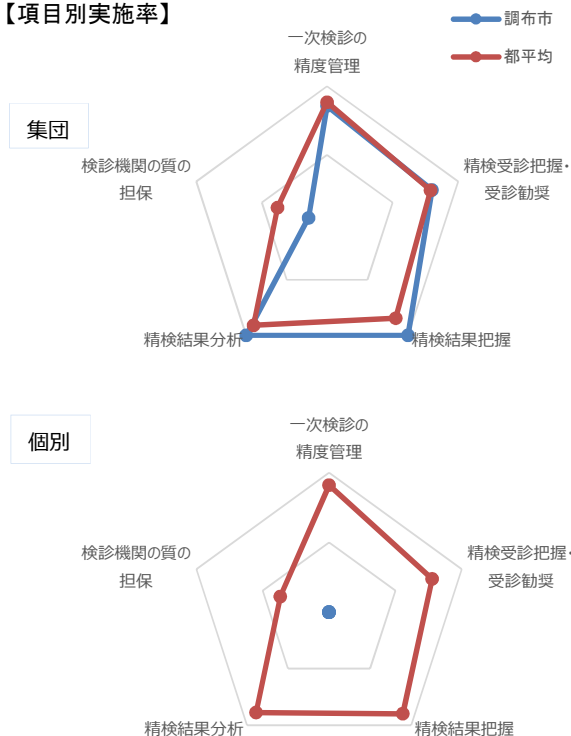 【項目別実施率】
調布市
都平均
集団
一次検診の
精度管理
検診機関の質の
担保
精検受診把握・
受診勧奨
精検結果分析
精検結果把握
個別
一次検診の
精度管理
検診機関の質の
担保
精検受診把握・
受診勧奨
精検結果分析
精検結果把握